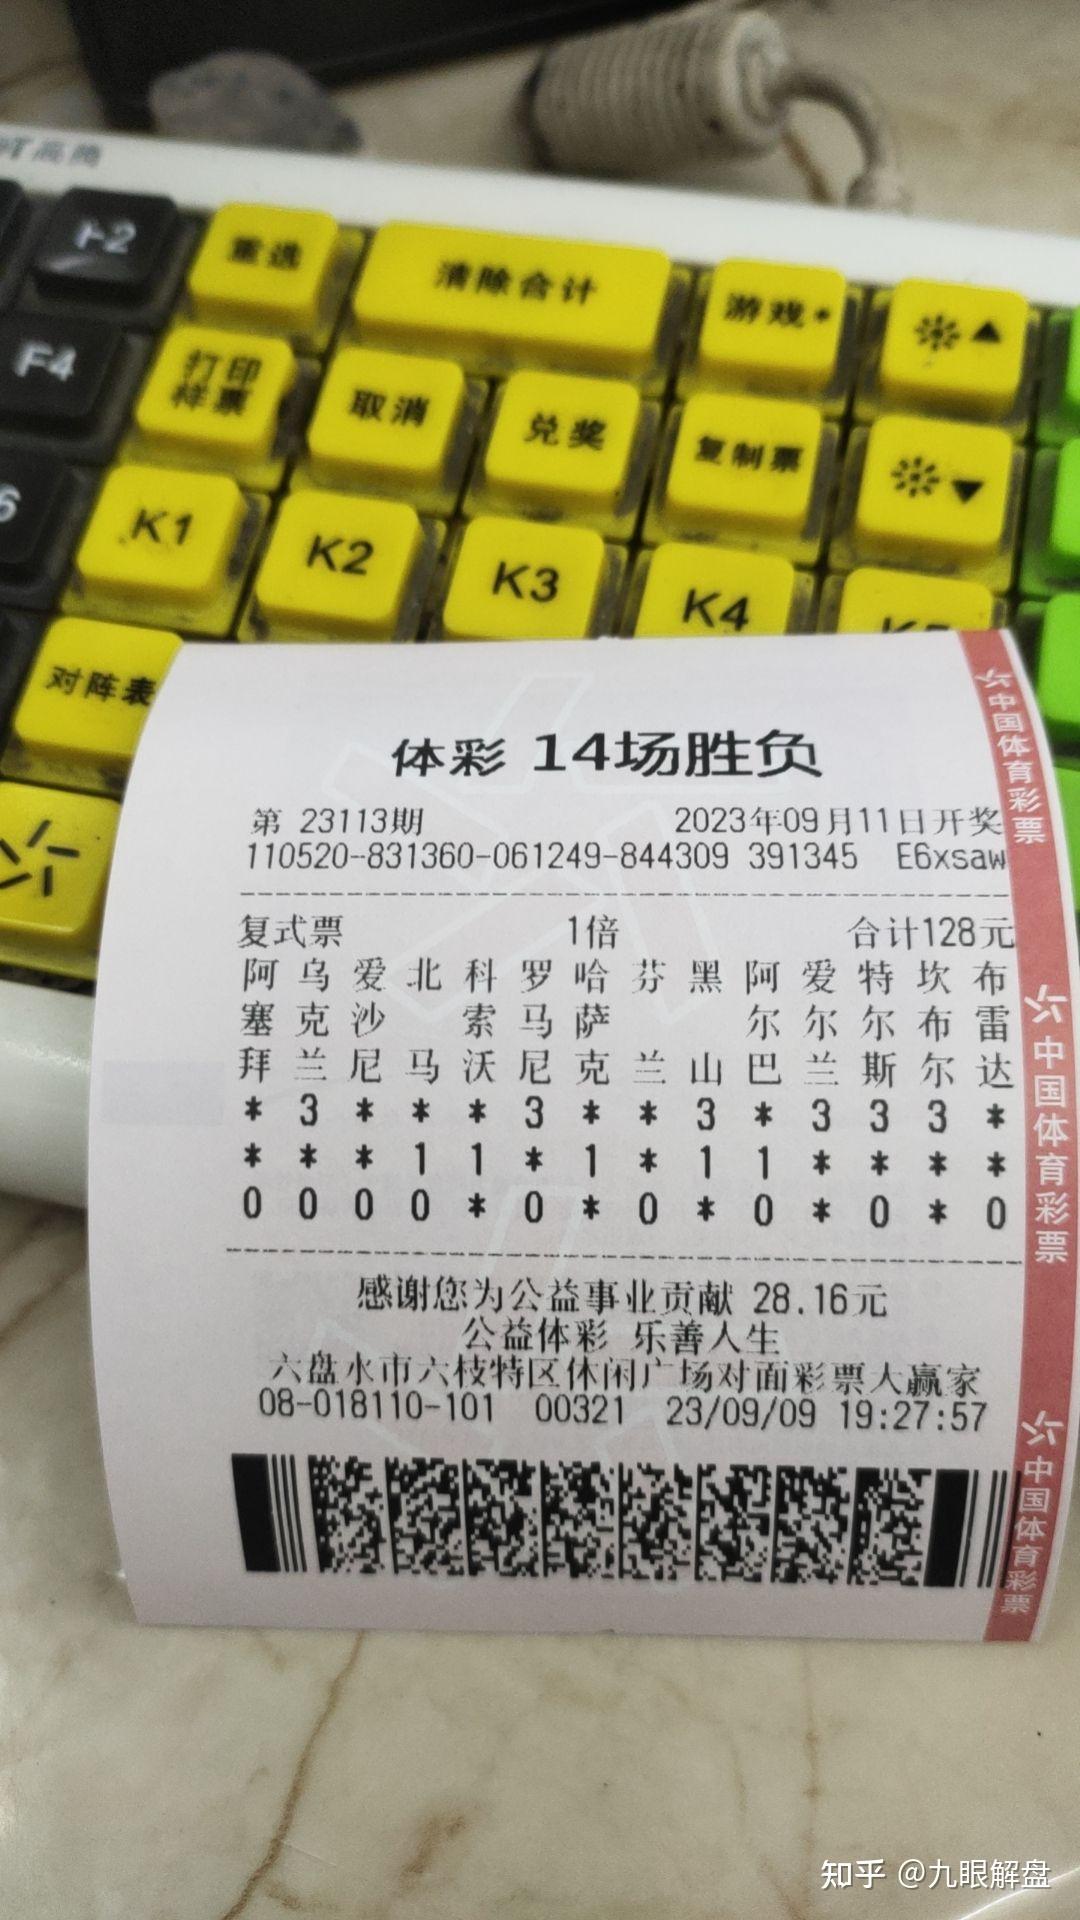 高尚
F2
重选
清除合计
游戏*
▲
F4
打印
样票
取消
兑奖
复制票
▼
6
K1
K2
K3
K4
对阵表
体彩 14场胜负
第 23113期 2023年09月11日开奖
110520-831360-061249-844309 391345 E6xsaw
复式票 1倍 合计128元
阿 乌 爱 北 科 罗 哈 芬 黑 阿 爱 特 坎 布
塞 克 沙 索 马 萨 尔 尔 尔 布 雷
拜 兰 尼 马 沃 尼 克 兰 山 巴 兰 斯 尔 达
* 3 * * * 3 * * 3 * 3 3 3 *
* * * 1 1 * 1 * 1 1 * * * *
0 0 0 0 * 0 * 0 * 0 * 0 * 0
感谢您为公益事业贡献 28.16元
公益体彩 乐善人生
六盘水市六枝特区休闲广场对面彩票大赢家
08-018110-101 00321 23/09/09 19:27:57
中国体育彩票
中国体育彩票
中国体育彩票
知乎 @九眼解盘